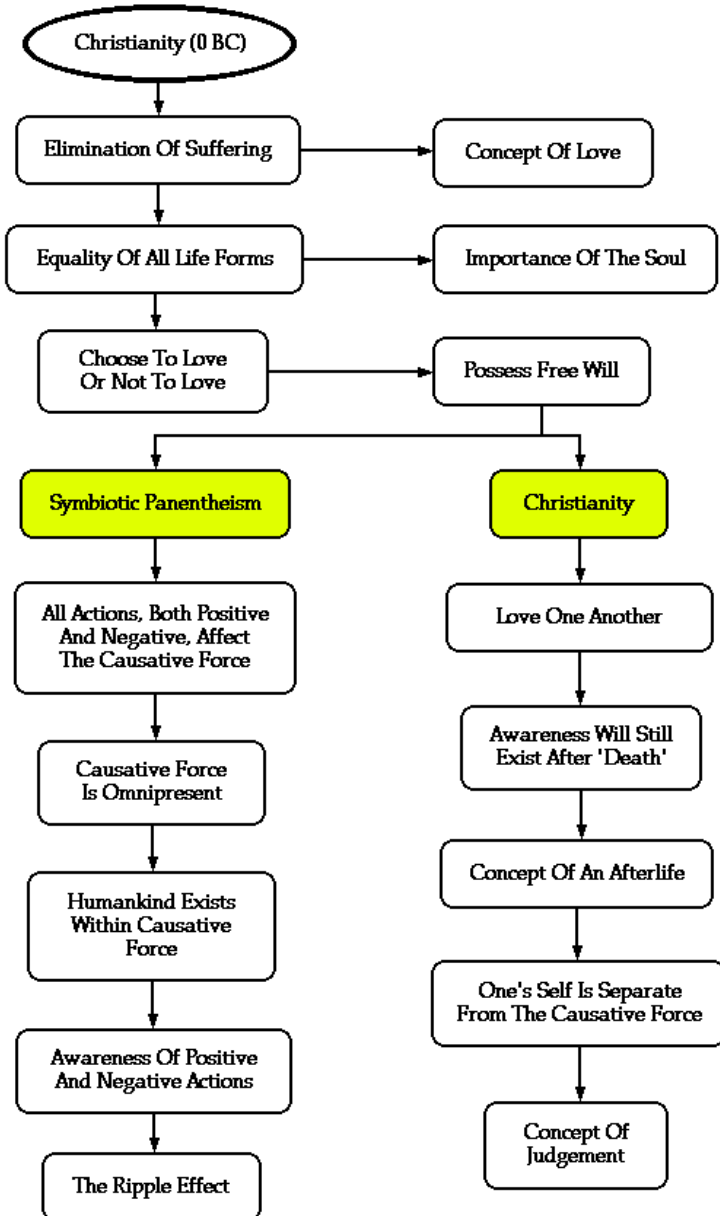 Christianity (0 BC)
Elimination Of Suffering
Concept Of Love
Equality Of All Life Forms
Importance Of The Soul
Choose To Love
Or Not To Love
Possess Free Will
Symbiotic Panentheism
Christianity
All Actions, Both Positive
And Negative, Affect
The Causative Force
Love One Another
Causative Force
Is Omnipresent
Awareness Will Still
Exist After 'Death'
Humankind Exists
Within Causative
Force
Concept Of An Afterlife
Awareness Of Positive
And Negative Actions
One's Self Is Separate
From The Causative Force
The Ripple Effect
Concept Of
Judgement